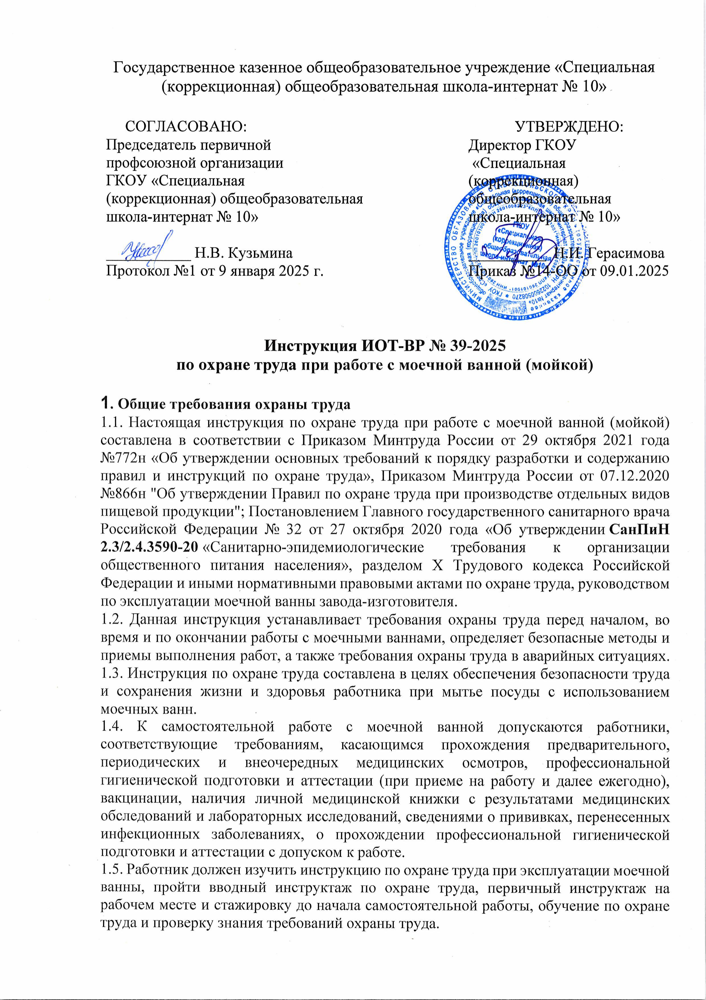 Государственное казенное общеобразовательное учреждение «Специальная
(коррекционная) общеобразовательная школа-интернат № 10»
СОГЛАСОВАНО:
Председатель первичной
профсоюзной организации
ГКОУ «Специальная
(коррекционная) общеобразовательная
школа-интернат № 10»
Н.В. Кузьмина
Протокол №1 от 9 января 2025 г.
УТВЕРЖДЕНО:
Директор ГКОУ
«Специальная
(коррекционная)
общеобразовательная
школа-интернат № 10»
Н.И. Герасимова
Приказ №14-ОО от 09.01.2025
ГКОУ
«Специальная
(коррекционная)
общеобразовательная
школа-интернат №10»
Инструкция ИОТ-ВР № 39-2025
по охране труда при работе с моечной ванной (мойкой)
1. Общие требования охраны труда
1.1. Настоящая инструкция по охране труда при работе с моечной ванной (мойкой)
составлена в соответствии с Приказом Минтруда России от 29 октября 2021 года
№772н «Об утверждении основных требований к порядку разработки и содержанию
правил и инструкций по охране труда», Приказом Минтруда России от 07.12.2020
№866н "Об утверждении Правил по охране труда при производстве отдельных видов
пищевой продукции"; Постановлением Главного государственного санитарного врача
Российской Федерации № 32 от 27 октября 2020 года «Об утверждении СанПиН
2.3/2.4.3590-20 «Санитарно-эпидемиологические требования к организации
общественного питания населения», разделом X Трудового кодекса Российской
Федерации и иными нормативными правовыми актами по охране труда, руководством
по эксплуатации моечной ванны завода-изготовителя.
1.2. Данная инструкция устанавливает требования охраны труда перед началом, во
время и по окончании работы с моечными ваннами, определяет безопасные методы и
приемы выполнения работ, а также требования охраны труда в аварийных ситуациях.
1.3. Инструкция по охране труда составлена в целях обеспечения безопасности труда
и сохранения жизни и здоровья работника при мытье посуды с использованием
моечных ванн.
1.4. К самостоятельной работе с моечной ванной допускаются работники,
соответствующие требованиям, касающимся прохождения предварительного,
периодических и внеочередных медицинских осмотров, профессиональной
гигиенической подготовки и аттестации (при приеме на работу и далее ежегодно),
вакцинации, наличия личной медицинской книжки с результатами медицинских
обследований и лабораторных исследований, сведениями о прививках, перенесенных
инфекционных заболеваниях, о прохождении профессиональной гигиенической
подготовки и аттестации с допуском к работе.
1.5. Работник должен изучить инструкцию по охране труда при эксплуатации моечной
ванны, пройти вводный инструктаж по охране труда, первичный инструктаж на
рабочем месте и стажировку до начала самостоятельной работы, обучение по охране
труда и проверку знания требований охраны труда.